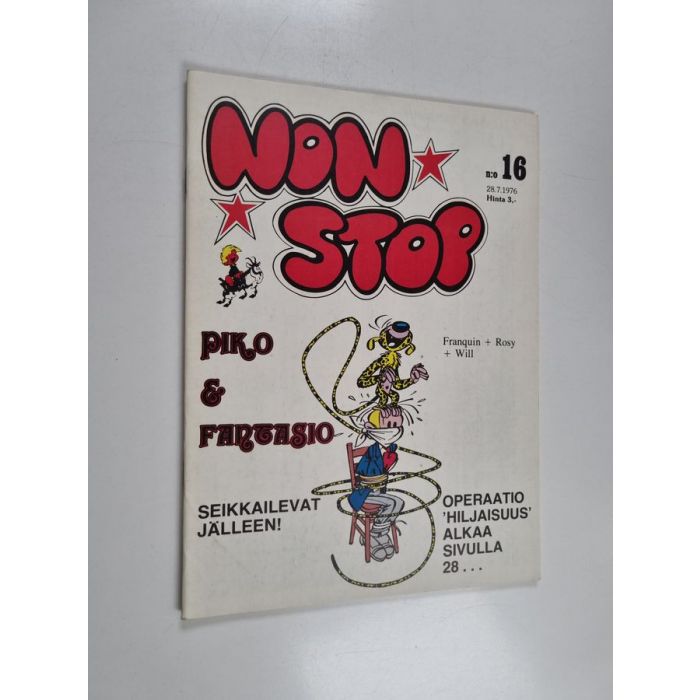 NON
STOP
n:o 16
28.7.1976
Hinta 3,-
PIKO
&
FANTASIO
Franquin + Rosy
+ Will
SEIKKAILEVAT
JÄLLEEN!
OPERAATIO
'HILJAISUUS'
ALKAA
SIVULLA
28 . . .